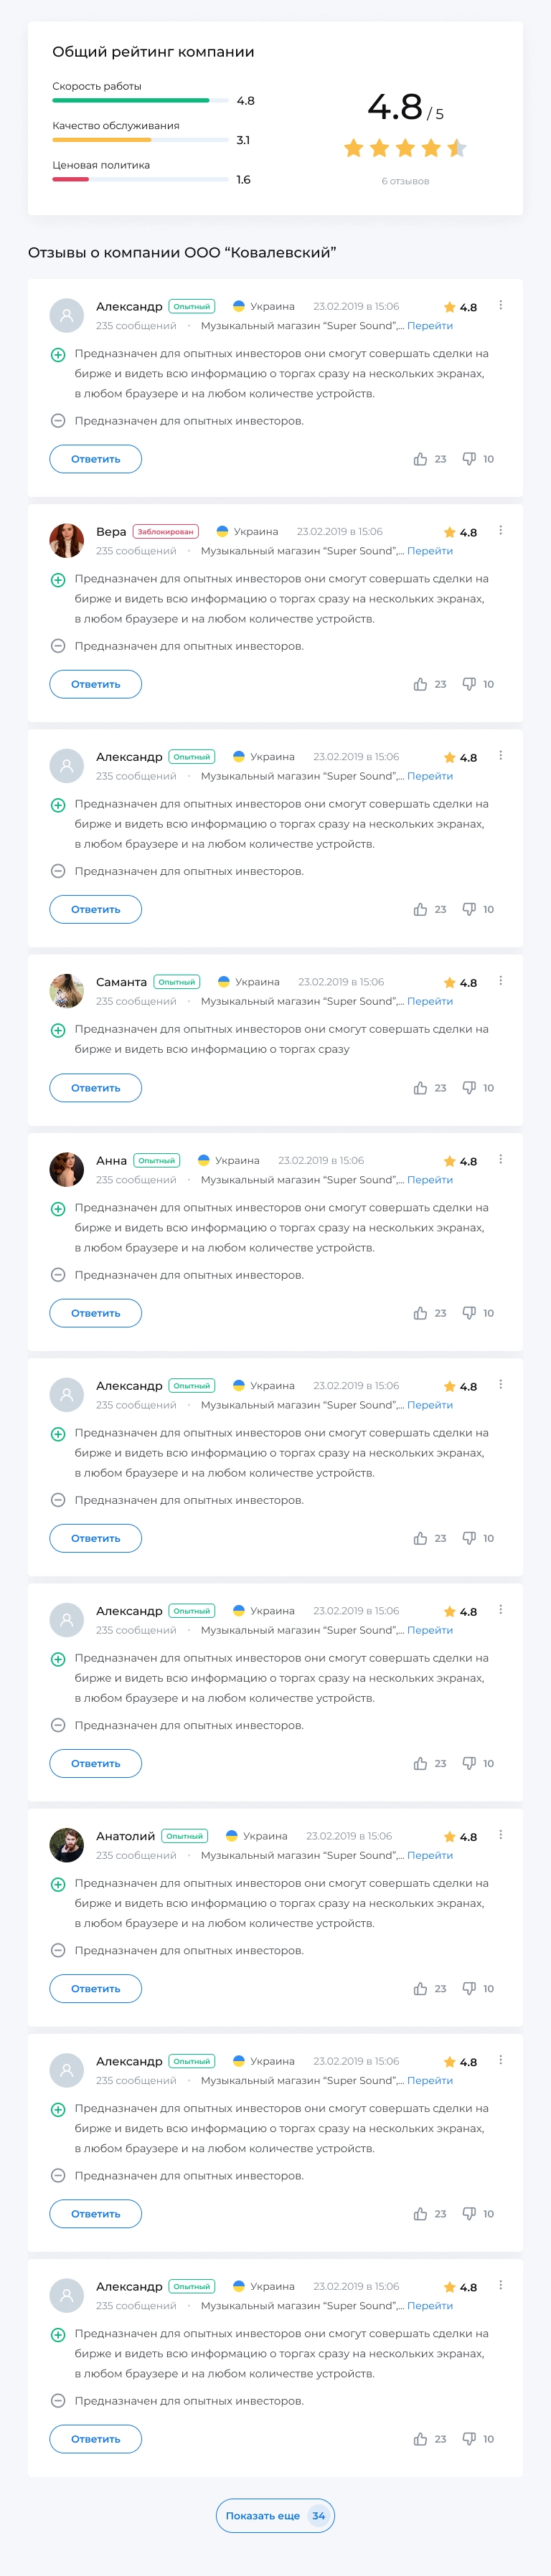 Общий рейтинг компании
Скорость работы
4.8
Качество обслуживания
3.1
Ценовая политика
1.6
4.8 / 5
6 отзывов
Отзывы о компании ООО “Ковалевский”
Александр Опытный Украина 23.02.2019 в 15:06 4.8
235 сообщений • Музыкальный магазин “Super Sound”,... Перейти
Предназначен для опытных инвесторов они смогут совершать сделки на
бирже и видеть всю информацию о торгах сразу на нескольких экранах,
в любом браузере и на любом количестве устройств.
Предназначен для опытных инвесторов.
Ответить 23 10
Вера Заблокирован Украина 23.02.2019 в 15:06 4.8
235 сообщений • Музыкальный магазин “Super Sound”,... Перейти
Предназначен для опытных инвесторов они смогут совершать сделки на
бирже и видеть всю информацию о торгах сразу на нескольких экранах,
в любом браузере и на любом количестве устройств.
Предназначен для опытных инвесторов.
Ответить 23 10
Александр Опытный Украина 23.02.2019 в 15:06 4.8
235 сообщений • Музыкальный магазин “Super Sound”,... Перейти
Предназначен для опытных инвесторов они смогут совершать сделки на
бирже и видеть всю информацию о торгах сразу на нескольких экранах,
в любом браузере и на любом количестве устройств.
Предназначен для опытных инвесторов.
Ответить 23 10
Саманта Опытный Украина 23.02.2019 в 15:06 4.8
235 сообщений • Музыкальный магазин “Super Sound”,... Перейти
Предназначен для опытных инвесторов они смогут совершать сделки на
бирже и видеть всю информацию о торгах сразу
Ответить 23 10
Анна Опытный Украина 23.02.2019 в 15:06 4.8
235 сообщений • Музыкальный магазин “Super Sound”,... Перейти
Предназначен для опытных инвесторов они смогут совершать сделки на
бирже и видеть всю информацию о торгах сразу на нескольких экранах,
в любом браузере и на любом количестве устройств.
Предназначен для опытных инвесторов.
Ответить 23 10
Александр Опытный Украина 23.02.2019 в 15:06 4.8
235 сообщений • Музыкальный магазин “Super Sound”,... Перейти
Предназначен для опытных инвесторов они смогут совершать сделки на
бирже и видеть всю информацию о торгах сразу на нескольких экранах,
в любом браузере и на любом количестве устройств.
Предназначен для опытных инвесторов.
Ответить 23 10
Александр Опытный Украина 23.02.2019 в 15:06 4.8
235 сообщений • Музыкальный магазин “Super Sound”,... Перейти
Предназначен для опытных инвесторов они смогут совершать сделки на
бирже и видеть всю информацию о торгах сразу на нескольких экранах,
в любом браузере и на любом количестве устройств.
Предназначен для опытных инвесторов.
Ответить 23 10
Анатолий Опытный Украина 23.02.2019 в 15:06 4.8
235 сообщений • Музыкальный магазин “Super Sound”,... Перейти
Предназначен для опытных инвесторов они смогут совершать сделки на
бирже и видеть всю информацию о торгах сразу на нескольких экранах,
в любом браузере и на любом количестве устройств.
Предназначен для опытных инвесторов.
Ответить 23 10
Александр Опытный Украина 23.02.2019 в 15:06 4.8
235 сообщений • Музыкальный магазин “Super Sound”,... Перейти
Предназначен для опытных инвесторов они смогут совершать сделки на
бирже и видеть всю информацию о торгах сразу на нескольких экранах,
в любом браузере и на любом количестве устройств.
Предназначен для опытных инвесторов.
Ответить 23 10
Александр Опытный Украина 23.02.2019 в 15:06 4.8
235 сообщений • Музыкальный магазин “Super Sound”,... Перейти
Предназначен для опытных инвесторов они смогут совершать сделки на
бирже и видеть всю информацию о торгах сразу на нескольких экранах,
в любом браузере и на любом количестве устройств.
Предназначен для опытных инвесторов.
Ответить 23 10
Показать еще 34